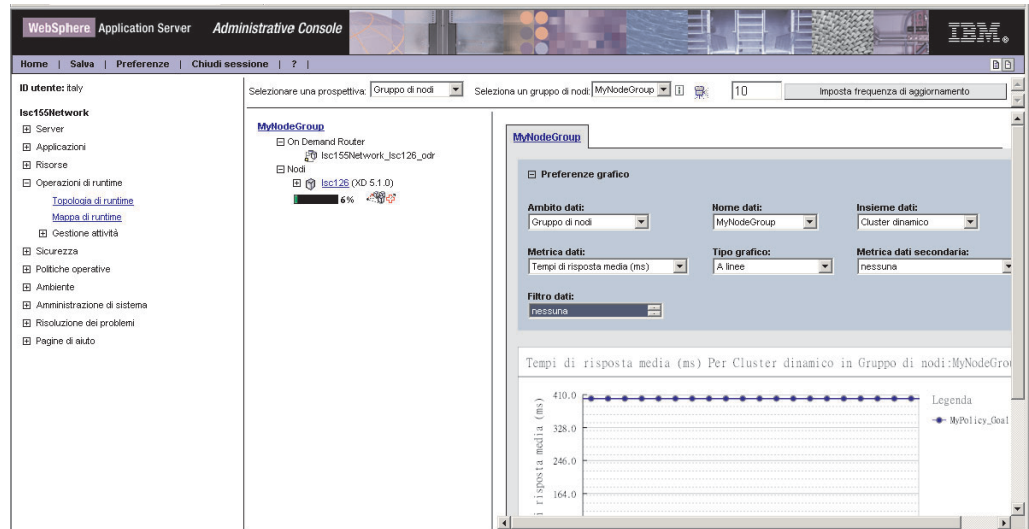 WebSphere Application Server Administrative Console
IBM®
Home | Salva | Preferenze | Chiudi sessione | ? |
ID utente: italy
lsc155Network
Server
Applicazioni
Risorse
Operazioni di runtime
Topologia di runtime
Mappa di runtime
Gestione attività
Sicurezza
Politiche operative
Ambiente
Amministrazione di sistema
Risoluzione dei problemi
Pagine di aiuto
Selezionare una prospettiva: Gruppo di nodi Seleziona un gruppo di nodi: MyNodeGroup i 10 Imposta frequenza di aggiornamento
MyNodeGroup
On Demand Router
lsc155Network_lsc126_odr
Nodi
lsc126 (XD 5.1.0)
6%
MyNodeGroup
Preferenze grafico
Ambito dati: Nome dati: Insieme dati:
Gruppo di nodi MyNodeGroup Cluster dinamico
Metrica dati: Tipo grafico: Metrica dati secondaria:
Tempi di risposta media (ms) A linee nessuna
Filtro dati:
nessuna
Tempi di risposta media (ms) Per Cluster dinamico in Gruppo di nodi:MyNodeGro
410.0
328.0
246.0
164.0
i risposta media (ms)
Legenda
MyPolicy_Goal